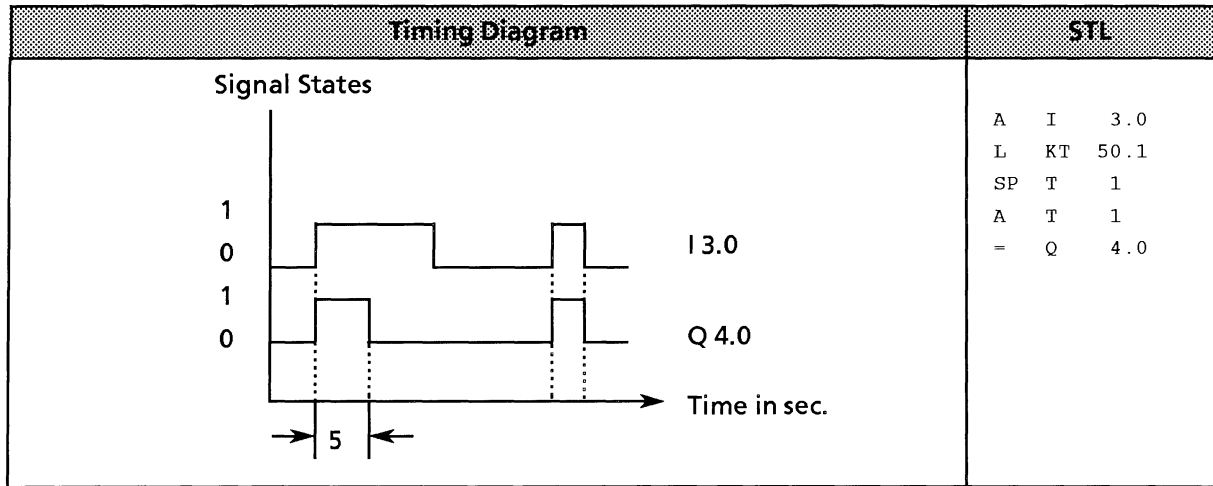 Timing Diagram
STL
Signal States
1
0
I 3.0
1
0
Q 4.0
Time in sec.
5
A I 3.0
L KT 50.1
SP T 1
A T 1
= Q 4.0